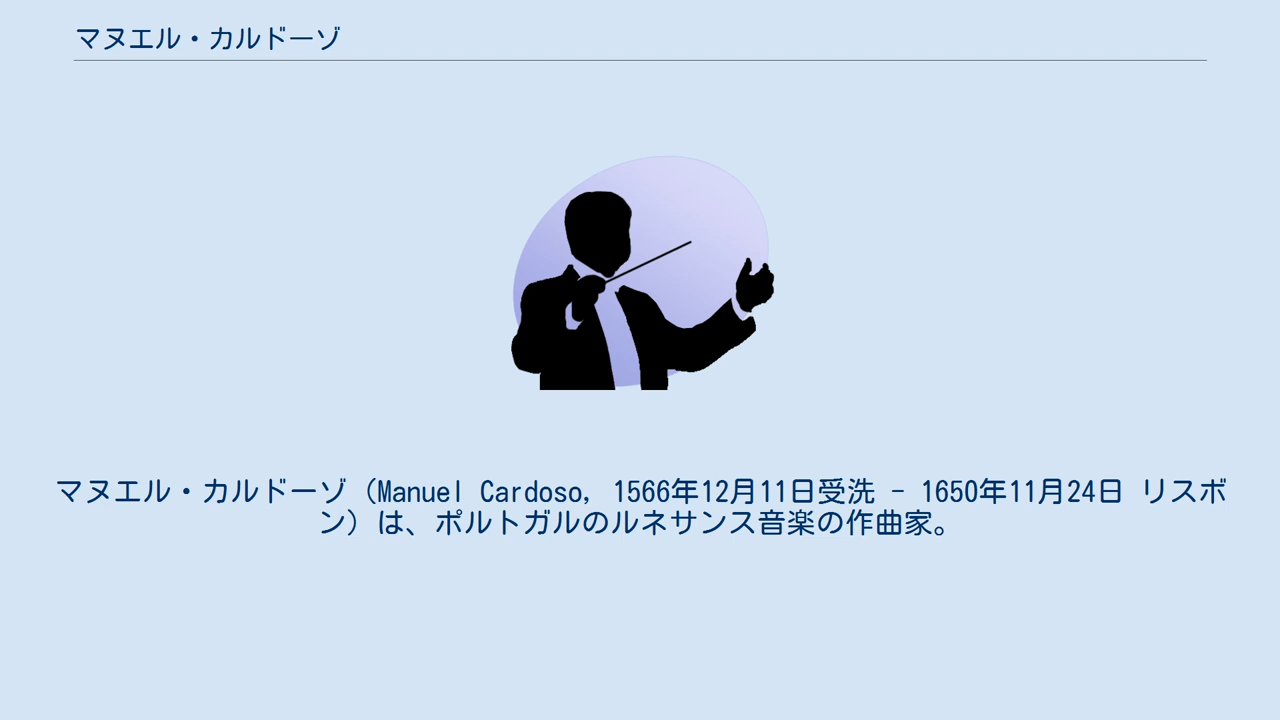 マヌエル・カルドーゾ
マヌエル・カルドーゾ（Manuel Cardoso, 1566年12月11日受洗 - 1650年11月24日 リスボ
ン）は、ポルトガルのルネサンス音楽の作曲家。